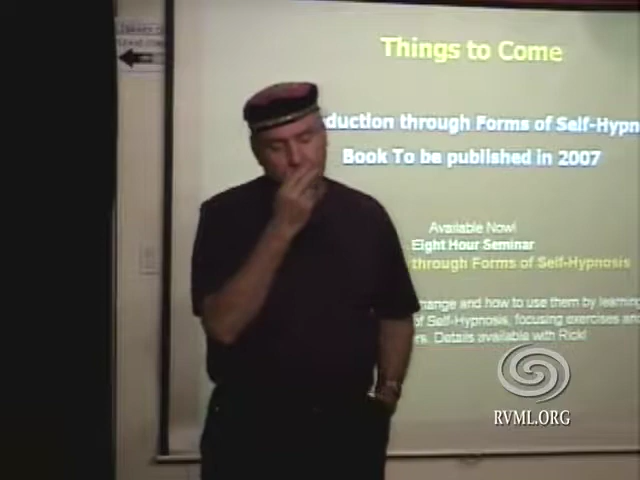 Things to Come
duction through Forms of Self-Hypn
Book To be published in 2007
Available Now!
Eight Hour Seminar
through Forms of Self-Hypnosis
hange and how to use them by learning
of Self-Hypnosis, focusing exercises and
rs. Details available with Rick!
RVML.ORG